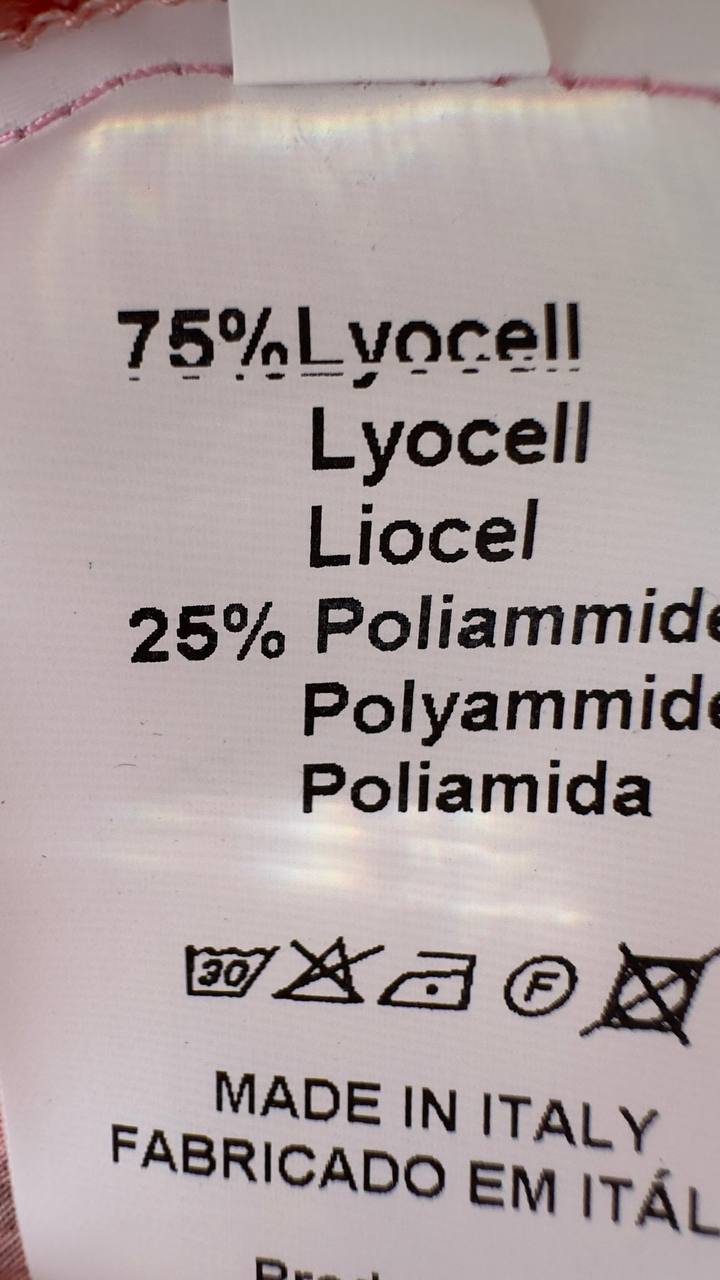 75%Lyocell
Lyocell
Liocel
25% Poliammide
Polyammide
Poliamida
30
F
MADE IN ITALY
FABRICADO EM ITÁL